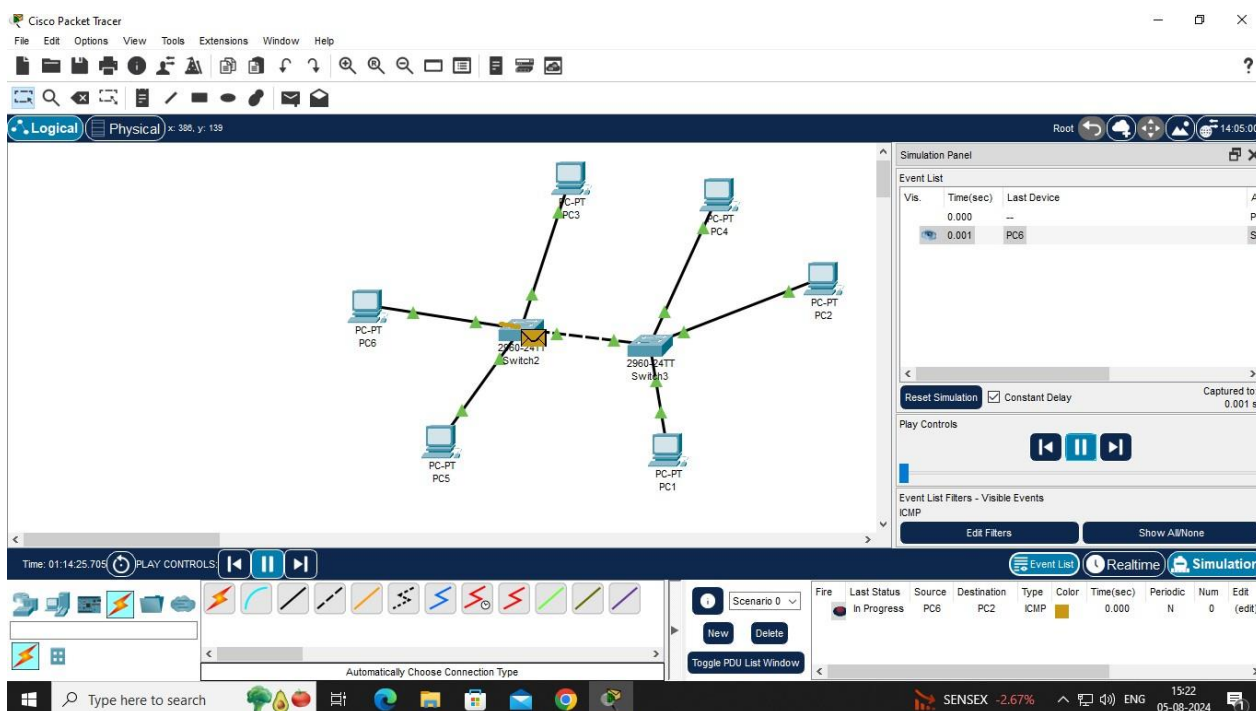 Cisco Packet Tracer
File Edit Options View Tools Extensions Window Help
Logical Physical x: 386, y: 139 Root 14:05:00
PC-PT
PC3
PC-PT
PC4
PC-PT
PC2
PC-PT
PC6
2960-24TT
Switch2
2960-24TT
Switch3
PC-PT
PC5
PC-PT
PC1
Simulation Panel
Event List
Vis. Time(sec) Last Device A
0.000 -- P
0.001 PC6 S
Reset Simulation Constant Delay Captured to:
0.001 s
Play Controls
Event List Filters - Visible Events
ICMP
Edit Filters Show All/None
Time: 01:14:25.705 PLAY CONTROLS: Event List Realtime Simulation
Automatically Choose Connection Type
Scenario 0
New Delete
Toggle PDU List Window
Fire Last Status Source Destination Type Color Time(sec) Periodic Num Edit
In Progress PC6 PC2 ICMP 0.000 N 0 (edit)
Type here to search SENSEX -2.67% ENG 15:22
05-08-2024